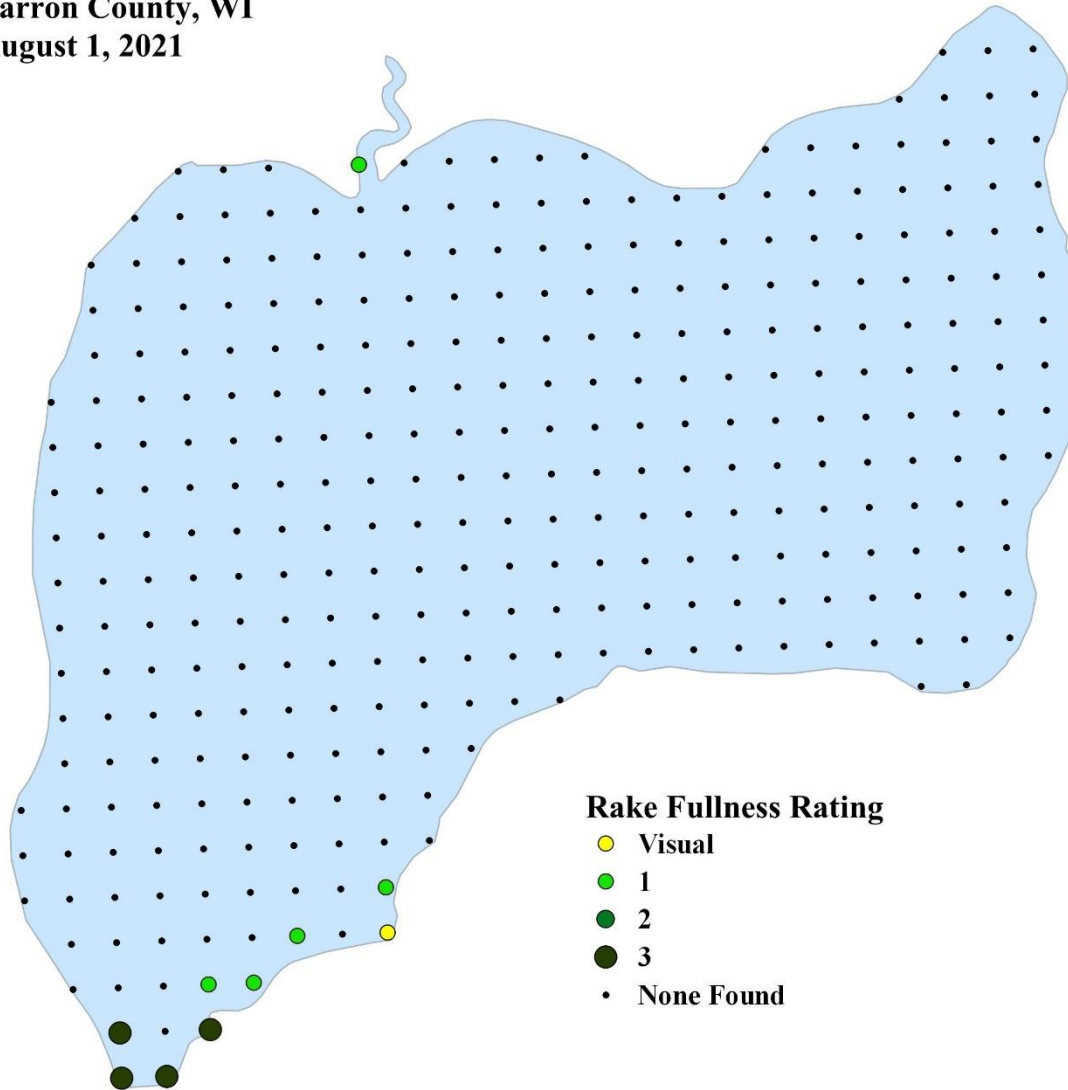 arron County, WI
ugust 1, 2021
Rake Fullness Rating
Visual
1
2
3
None Found